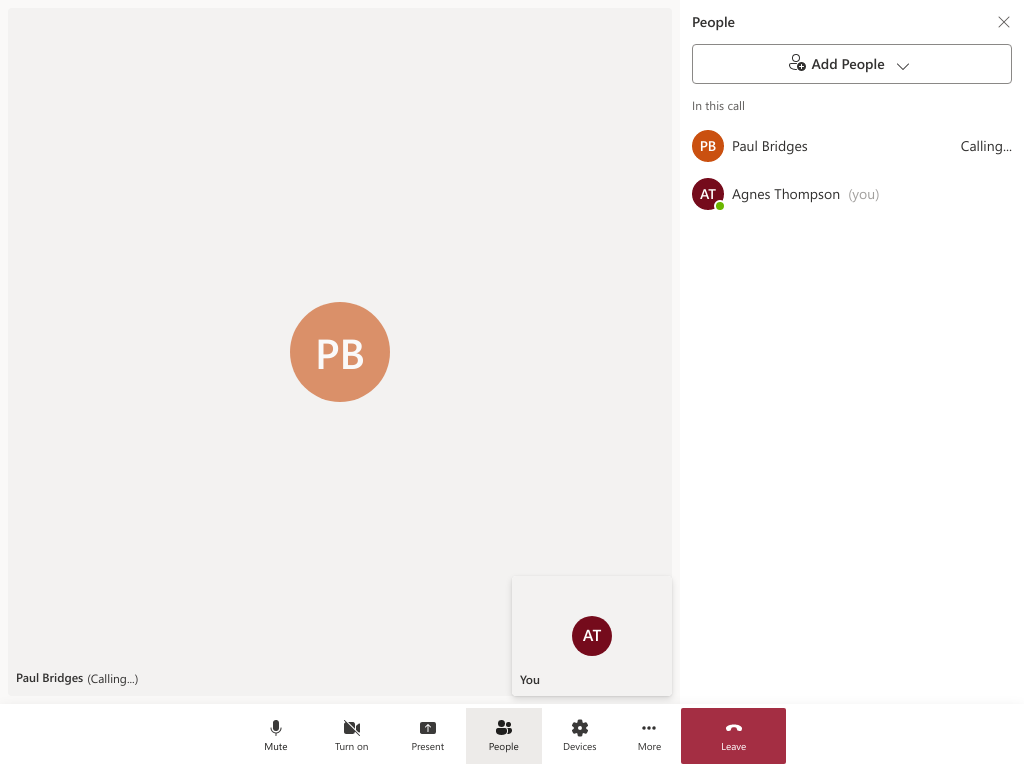 People
Add People
In this call
PB Paul Bridges Calling...
AT Agnes Thompson (you)
PB
AT
Paul Bridges (Calling...)
You
Mute Turn on Present People Devices More Leave